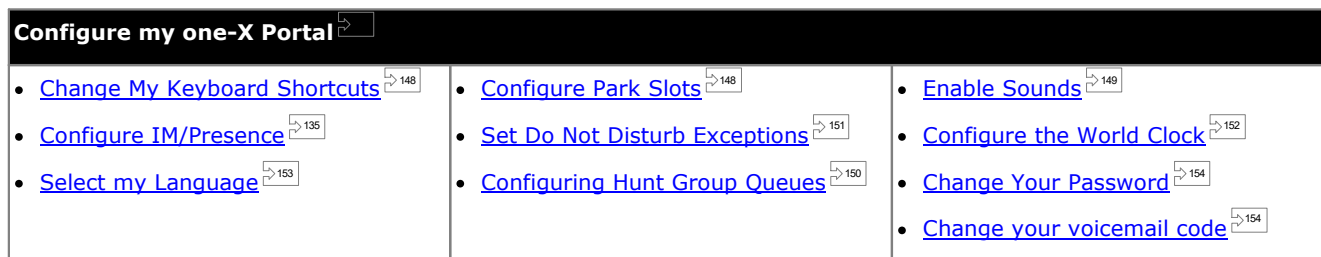 Configure my one-X Portal
• Change My Keyboard Shortcuts 148
• Configure IM/Presence 135
• Select my Language 153
• Configure Park Slots 148
• Set Do Not Disturb Exceptions 151
• Configuring Hunt Group Queues 150
• Enable Sounds 149
• Configure the World Clock 152
• Change Your Password 154
• Change your voicemail code 154